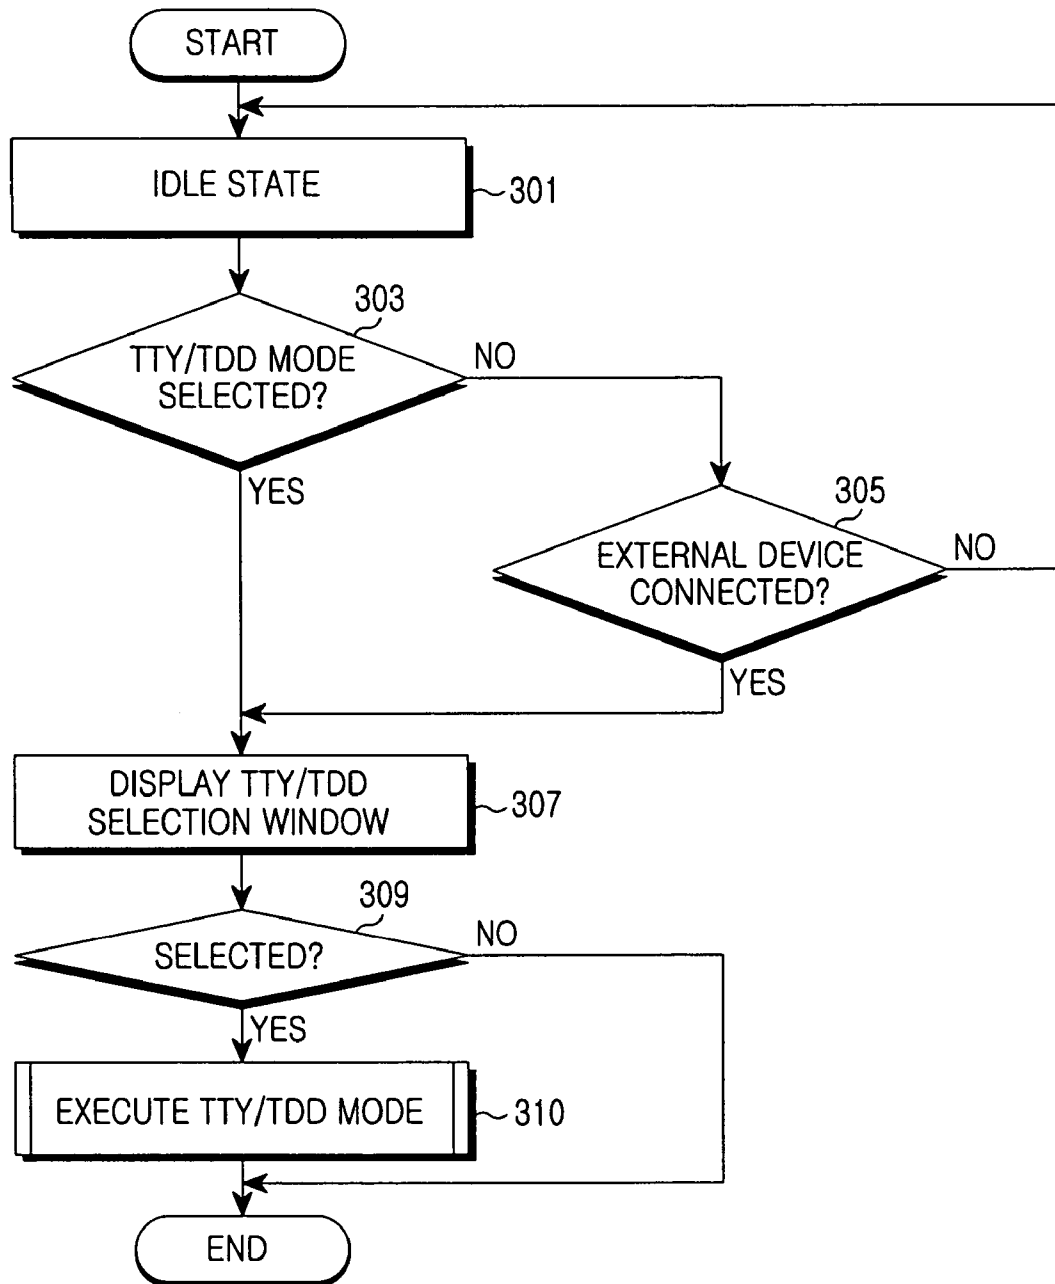 START
IDLE STATE
301
303
TTY/TDD MODE
SELECTED?
NO
YES
305
EXTERNAL DEVICE
CONNECTED?
NO
YES
DISPLAY TTY/TDD
SELECTION WINDOW
307
309
SELECTED?
NO
YES
EXECUTE TTY/TDD MODE
310
END